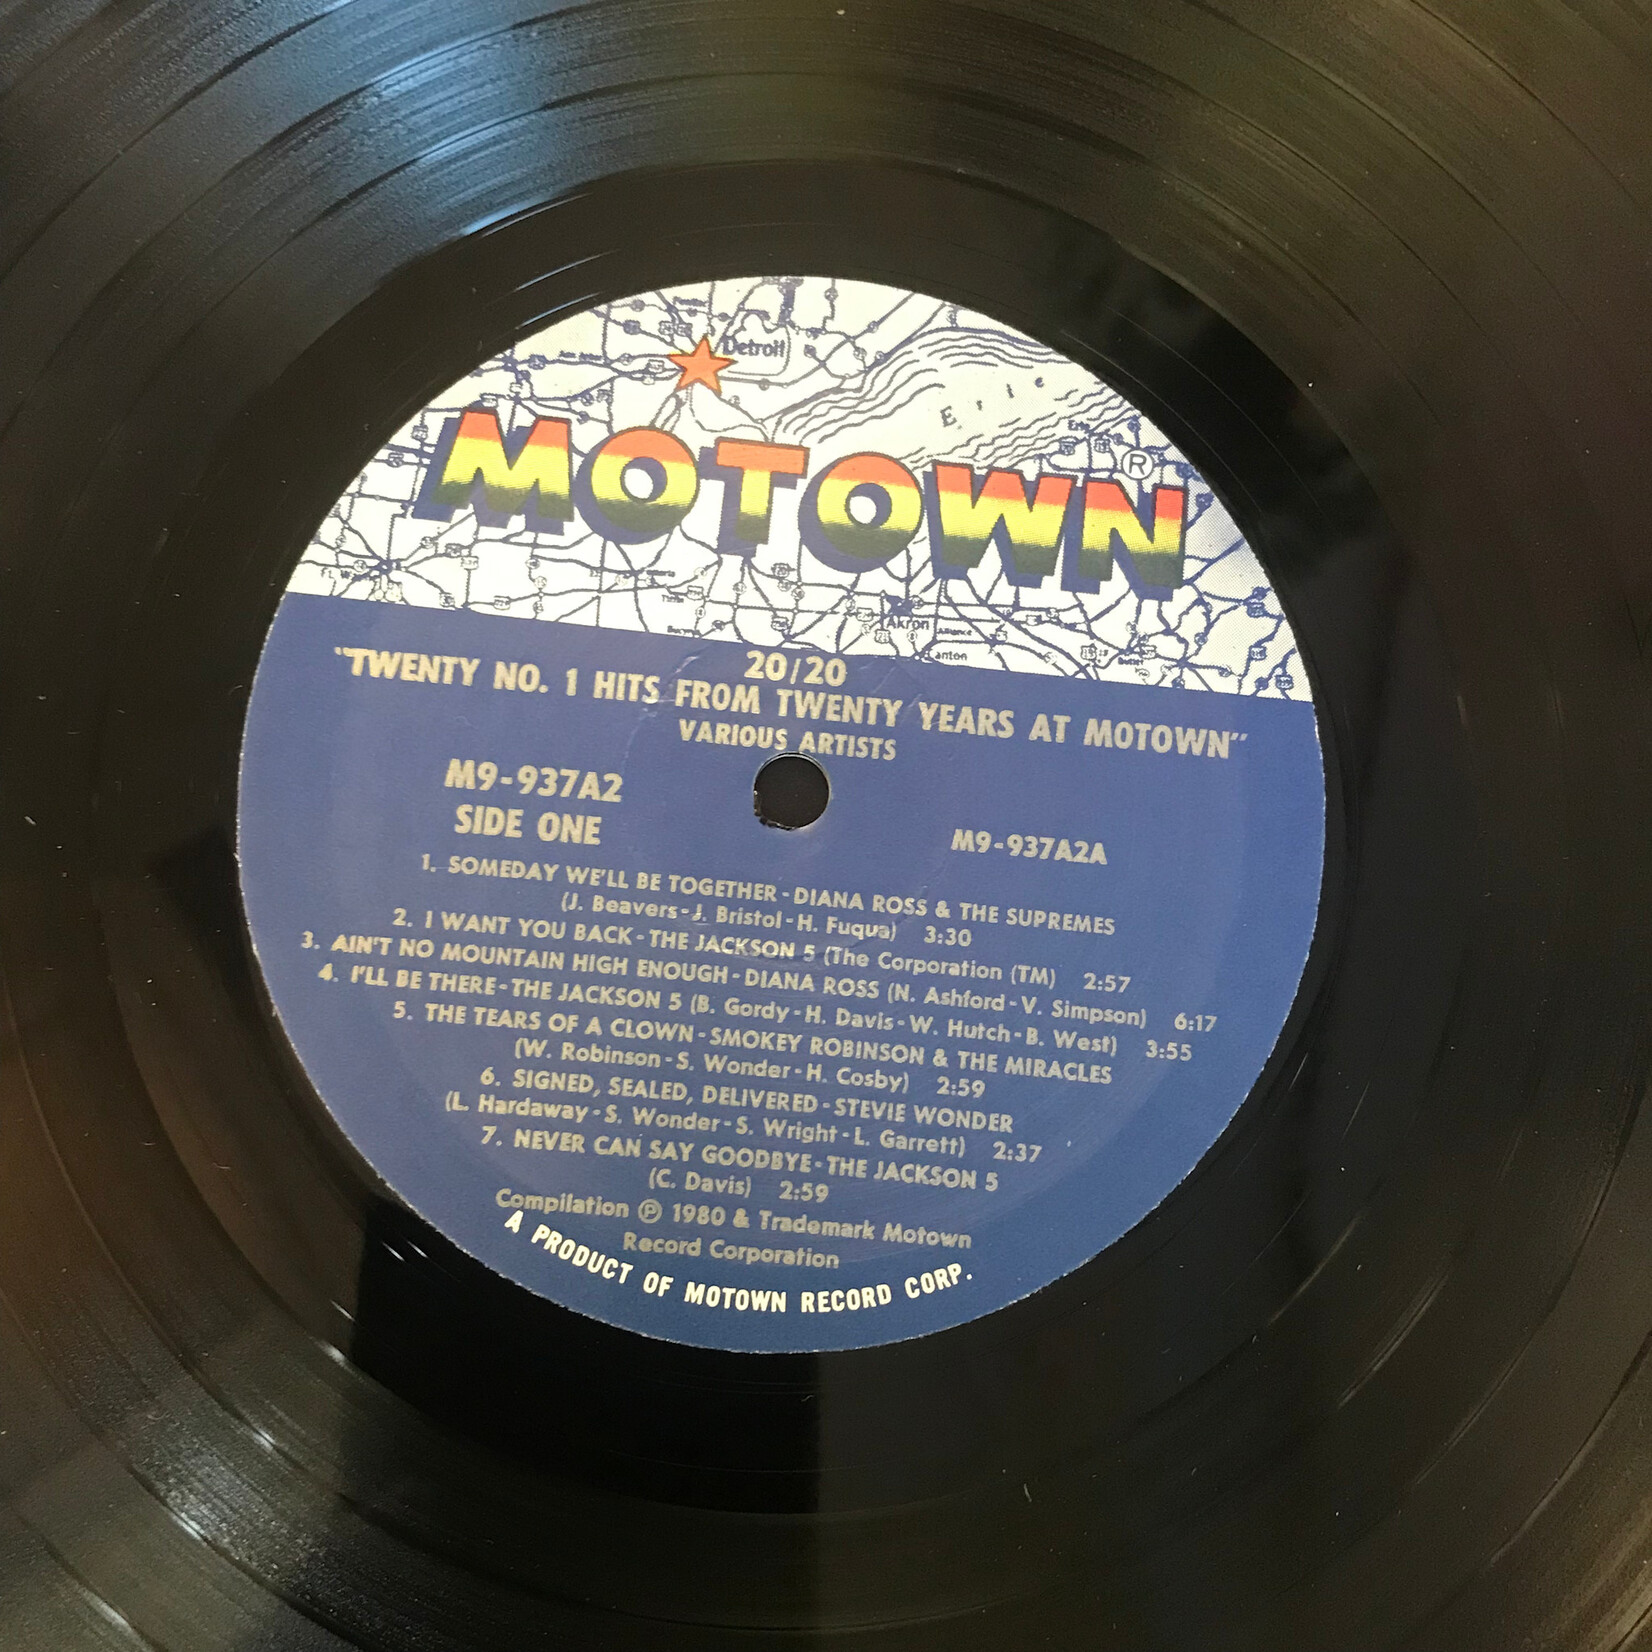 Detroit
Erie
Erie
MOTOWN®
Akron
Alliance
Canton
20/20
"TWENTY NO. 1 HITS FROM TWENTY YEARS AT MOTOWN"
VARIOUS ARTISTS
M9-937A2
SIDE ONE
M9-937A2A
1. SOMEDAY WE'LL BE TOGETHER-DIANA ROSS & THE SUPREMES
(J. Beavers-J. Bristol-H. Fuqua) 3:30
2. I WANT YOU BACK-THE JACKSON 5 (The Corporation (TM) 2:57
3. AIN'T NO MOUNTAIN HIGH ENOUGH-DIANA ROSS (N. Ashford-V. Simpson) 6:17
4. I'LL BE THERE-THE JACKSON 5 (B. Gordy-H. Davis-W. Hutch-B. West) 3:55
5. THE TEARS OF A CLOWN-SMOKEY ROBINSON & THE MIRACLES
(W. Robinson-S. Wonder-H. Cosby) 2:59
6. SIGNED, SEALED, DELIVERED-STEVIE WONDER
(L. Hardaway-S. Wonder-S. Wright-L. Garrett) 2:37
7. NEVER CAN SAY GOODBYE-THE JACKSON 5
(C. Davis) 2:59
Compilation ℗ 1980 & Trademark Motown
Record Corporation
A PRODUCT OF MOTOWN RECORD CORP.